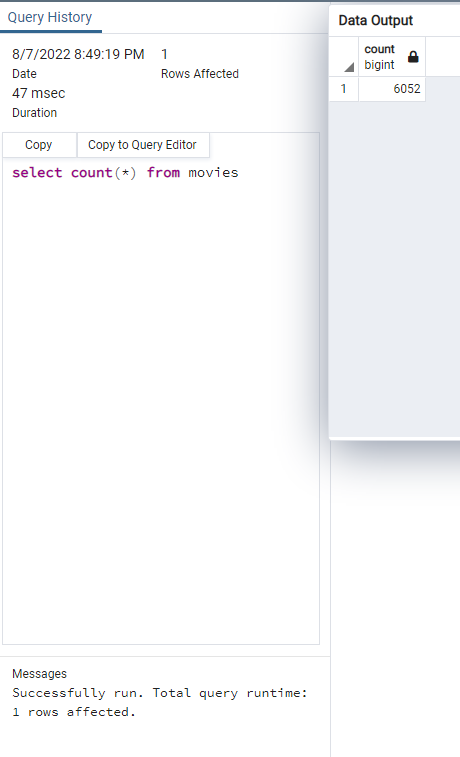 Query History
8/7/2022 8:49:19 PM 1
Date Rows Affected
47 msec
Duration
Copy Copy to Query Editor
select count(*) from movies
Messages
Successfully run. Total query runtime:
1 rows affected.
Data Output
count
bigint
1 6052